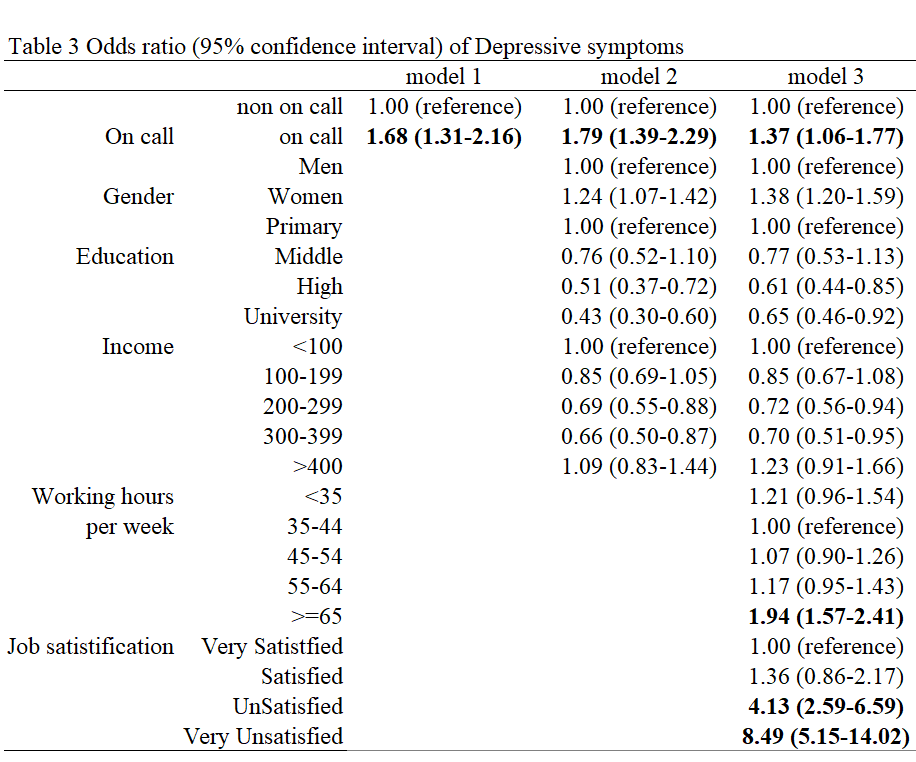 Table 3 Odds ratio (95% confidence interval) of Depressive symptoms
model 1 model 2 model 3
non on call 1.00 (reference) 1.00 (reference) 1.00 (reference)
On call on call 1.68 (1.31-2.16) 1.79 (1.39-2.29) 1.37 (1.06-1.77)
Men 1.00 (reference) 1.00 (reference)
Gender Women 1.24 (1.07-1.42) 1.38 (1.20-1.59)
Primary 1.00 (reference) 1.00 (reference)
Education Middle 0.76 (0.52-1.10) 0.77 (0.53-1.13)
High 0.51 (0.37-0.72) 0.61 (0.44-0.85)
University 0.43 (0.30-0.60) 0.65 (0.46-0.92)
Income <100 1.00 (reference) 1.00 (reference)
100-199 0.85 (0.69-1.05) 0.85 (0.67-1.08)
200-299 0.69 (0.55-0.88) 0.72 (0.56-0.94)
300-399 0.66 (0.50-0.87) 0.70 (0.51-0.95)
>400 1.09 (0.83-1.44) 1.23 (0.91-1.66)
Working hours <35 1.21 (0.96-1.54)
per week 35-44 1.00 (reference)
45-54 1.07 (0.90-1.26)
55-64 1.17 (0.95-1.43)
>=65 1.94 (1.57-2.41)
Job satistification Very Satistfied 1.00 (reference)
Satisfied 1.36 (0.86-2.17)
UnSatisfied 4.13 (2.59-6.59)
Very Unsatisfied 8.49 (5.15-14.02)